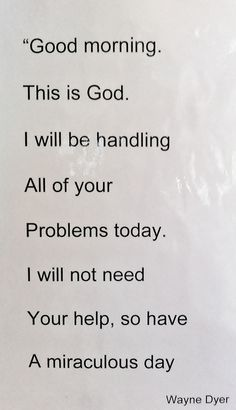 “Good morning.
This is God.
I will be handling
All of your
Problems today.
I will not need
Your help, so have
A miraculous day
Wayne Dyer